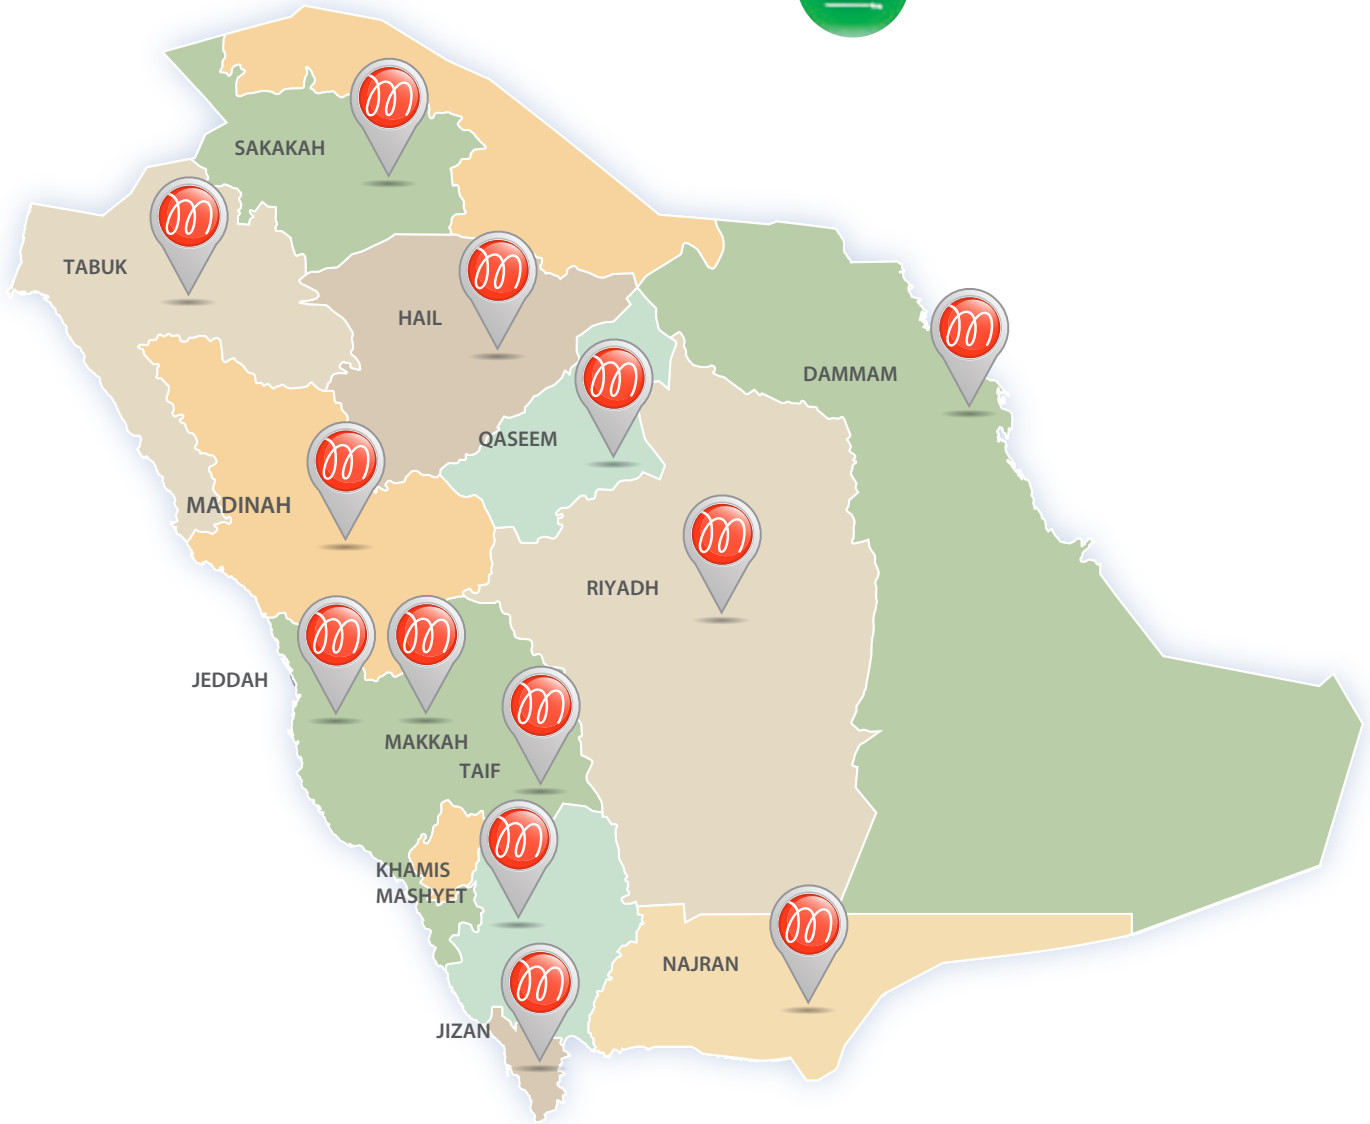 SAKAKAH
TABUK
HAIL
DAMMAM
QASEEM
MADINAH
RIYADH
JEDDAH
MAKKAH
TAIF
KHAMIS
MASHYET
NAJRAN
JIZAN